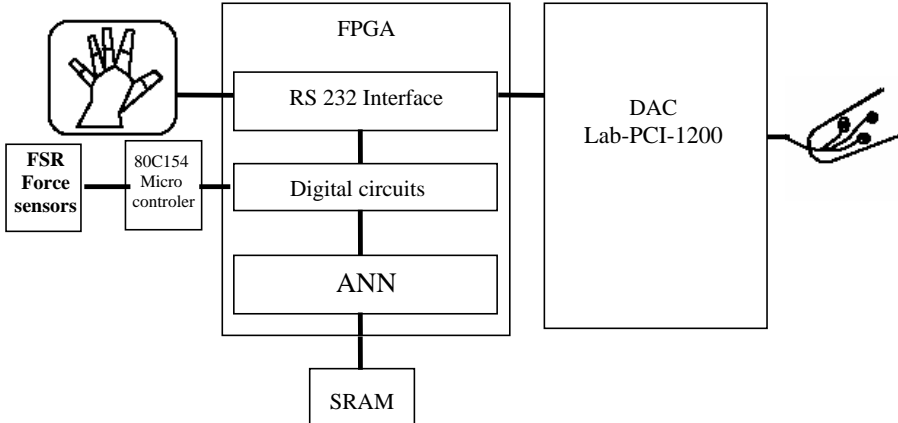 FPGA
RS 232 Interface
DAC
Lab-PCI-1200
FSR
Force
sensors
80C154
Micro
controler
Digital circuits
ANN
SRAM